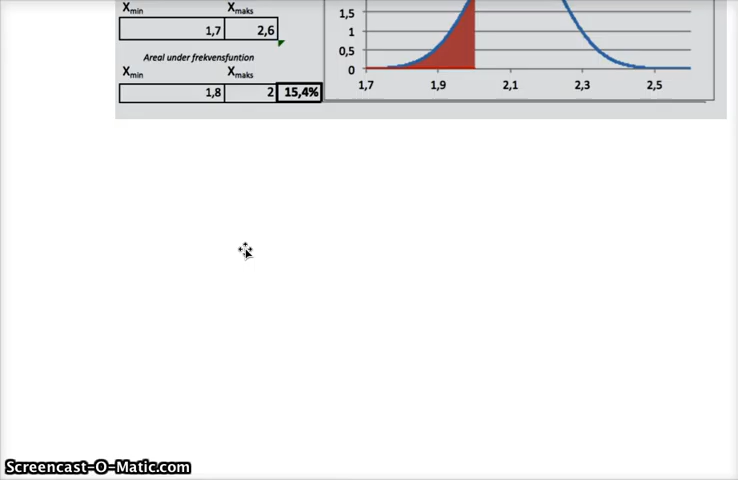 Xmin Xmaks
1,7 2,6
Areal under frekvensfuntion
Xmin Xmaks
1,8 2 15,4%
1,5
1
0,5
0
1,7 1,9 2,1 2,3 2,5
Screencast-O-Matic.com